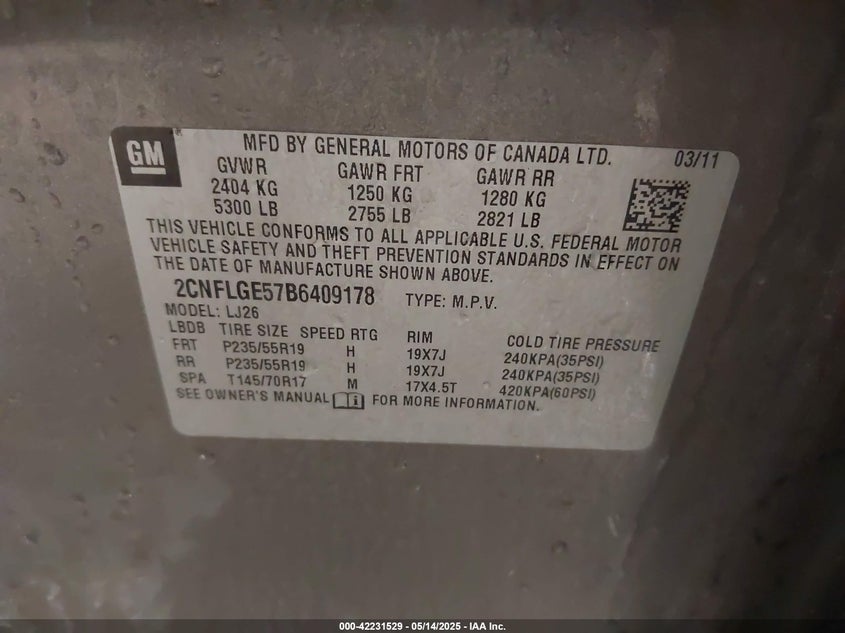 GM
MFD BY GENERAL MOTORS OF CANADA LTD. 03/11
GVWR GAWR FRT GAWR RR
2404 KG 1250 KG 1280 KG
5300 LB 2755 LB 2821 LB
THIS VEHICLE CONFORMS TO ALL APPLICABLE U.S. FEDERAL MOTOR
VEHICLE SAFETY AND THEFT PREVENTION STANDARDS IN EFFECT ON
THE DATE OF MANUFACTURE SHOWN ABOVE.
2CNFLGE57B6409178 TYPE: M.P.V.
MODEL: LJ26
LBDB TIRE SIZE SPEED RTG RIM COLD TIRE PRESSURE
FRT P235/55R19 H 19X7J 240KPA(35PSI)
RR P235/55R19 H 19X7J 240KPA(35PSI)
SPA T145/70R17 M 17X4.5T 420KPA(60PSI)
SEE OWNER'S MANUAL i FOR MORE INFORMATION.
000-42231529 - 05/14/2025 - IAA Inc.